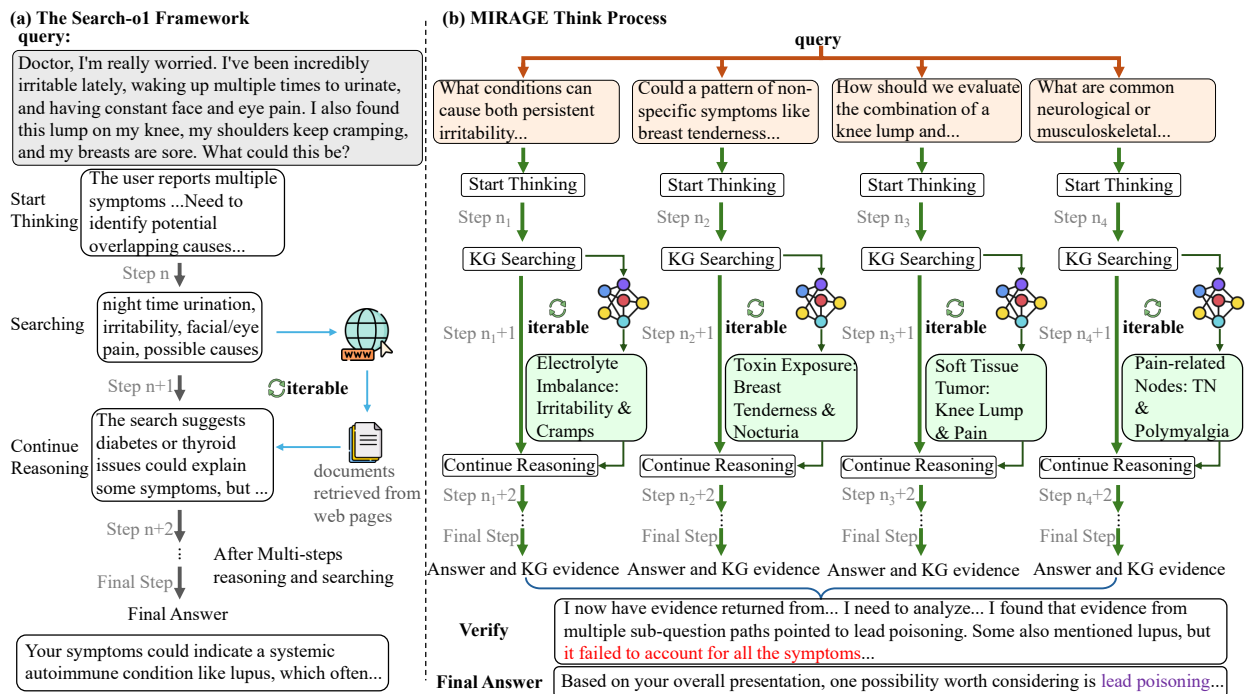 (a) The Search-o1 Framework
query:
Doctor, I'm really worried. I've been incredibly
irritable lately, waking up multiple times to urinate,
and having constant face and eye pain. I also found
this lump on my knee, my shoulders keep cramping,
and my breasts are sore. What could this be?
Start
Thinking
The user reports multiple
symptoms ...Need to
identify potential
overlapping causes...
Step n
Searching
night time urination,
irritability, facial/eye
pain, possible causes
WWW
Step n+1
iterable
Continue
Reasoning
The search suggests
diabetes or thyroid
issues could explain
some symptoms, but ...
documents
retrieved from
web pages
Step n+2
After Multi-steps
reasoning and searching
Final Step
Final Answer
Your symptoms could indicate a systemic
autoimmune condition like lupus, which often...
(b) MIRAGE Think Process
query
What conditions can
cause both persistent
irritability...
Could a pattern of non-
specific symptoms like
breast tenderness...
How should we evaluate
the combination of a
knee lump and...
What are common
neurological or
musculoskeletal...
Start Thinking
Start Thinking
Start Thinking
Start Thinking
Step n1
Step n2
Step n3
Step n4
KG Searching
KG Searching
KG Searching
KG Searching
Step n1+1
iterable
Step n2+1
iterable
Step n3+1
iterable
Step n4+1
iterable
Electrolyte
Imbalance:
Irritability &
Cramps
Toxin Exposure:
Breast
Tenderness &
Nocturia
Soft Tissue
Tumor:
Knee Lump
& Pain
Pain-related
Nodes: TN
&
Polymyalgia
Continue Reasoning
Continue Reasoning
Continue Reasoning
Continue Reasoning
Step n1+2
Step n2+2
Step n3+2
Step n4+2
Final Step
Final Step
Final Step
Final Step
Answer and KG evidence
Answer and KG evidence
Answer and KG evidence
Answer and KG evidence
Verify
I now have evidence returned from... I need to analyze... I found that evidence from
multiple sub-question paths pointed to lead poisoning. Some also mentioned lupus, but
it failed to account for all the symptoms...
Final Answer
Based on your overall presentation, one possibility worth considering is lead poisoning...